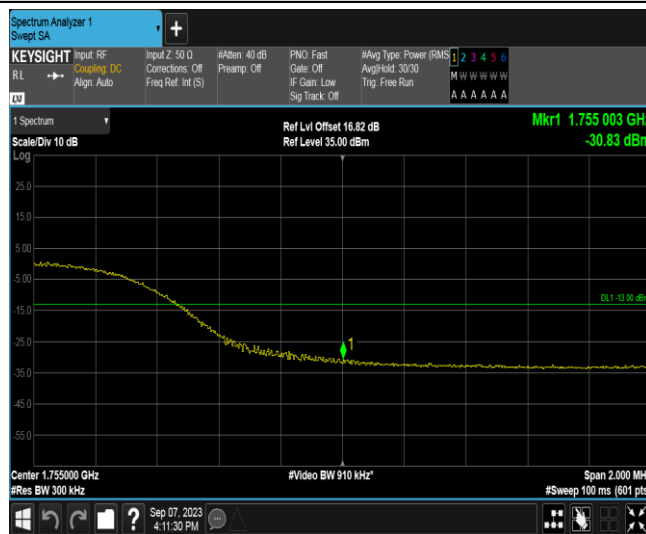 Spectrum Analyzer 1
Swept SA
KEYSIGHT
R L
Input: RF
Coupling: DC
Align: Auto
Input Z: 50 Ω
Corrections: Off
Freq Ref: Int (S)
#Atten: 40 dB
Preamp: Off
PNO: Fast
Gate: Off
IF Gain: Low
Sig Track: Off
#Avg Type: Power (RMS
Avg|Hold: 30/30
Trig: Free Run
1 2 3 4 5 6
M W W W W W
A A A A A A
LXI
1 Spectrum
Scale/Div 10 dB
Ref Lvl Offset 16.82 dB
Ref Level 35.00 dBm
Mkr1 1.755 003 GHz
-30.83 dBm
Log
25.0
15.0
5.00
-5.00
-15.0
-25.0
-35.0
-45.0
-55.0
DL1 -13.00 dBm
1
Center 1.755000 GHz
#Res BW 300 kHz
#Video BW 910 kHz*
Span 2.000 MH
#Sweep 100 ms (601 pts
?
Sep 07, 2023
4:11:30 PM